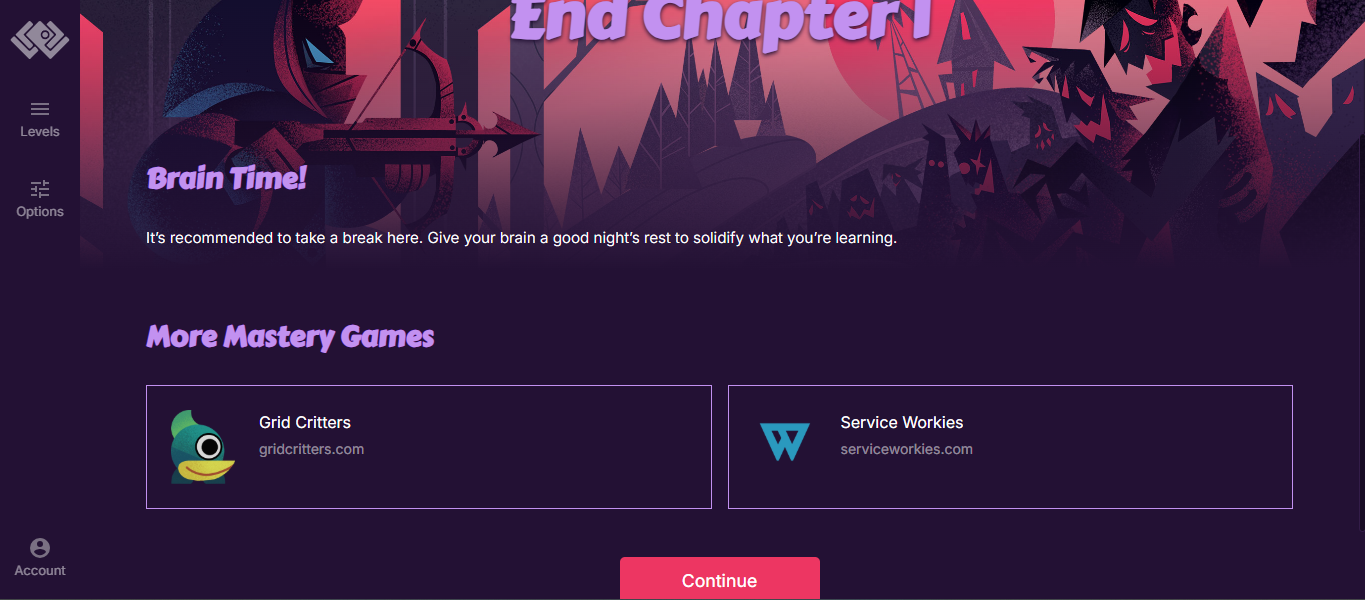 End Chapter 1
Levels
Options
Brain Time!
It’s recommended to take a break here. Give your brain a good night’s rest to solidify what you’re learning.
More Mastery Games
Grid Critters
gridcritters.com
Service Workies
serviceworkies.com
Account
Continue